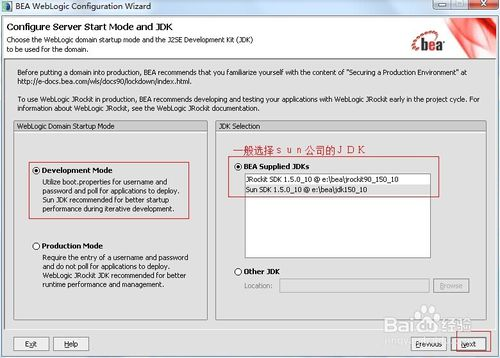 BEA WebLogic Configuration Wizard
Configure Server Start Mode and JDK
Choose the WebLogic domain startup mode and the J2SE Development Kit (JDK)
to be used for the domain.
bea
Before putting a domain into production, BEA recommends that you familiarize yourself with the content of "Securing a Production Environment" at
http://e-docs.bea.com/wls/docs90/lockdown/index.html.
To use WebLogic JRockit in production, BEA recommends developing and testing your applications with WebLogic JRockit early in the project cycle. For
information about WebLogic JRockit, see the WebLogic JRockit documentation.
WebLogic Domain Startup Mode
Development Mode
Utilize boot.properties for username
and password and poll for applications to deploy.
Sun JDK recommended for better startup
performance during iterative development.
Production Mode
Require the entry of a username and password
and do not poll for applications to deploy.
WebLogic JRockit JDK recommended for better
runtime performance and management.
JDK Selection
一般选择sun公司的JDK
BEA Supplied JDKs
JRockit SDK 1.5.0_10 @ e:\bea\jrockit90_150_10
Sun SDK 1.5.0_10 @ e:\bea\jdk150_10
Other JDK
Location:
Browse
Exit
Help
Previous
Next
Baidu经验
jingyan.baidu.com